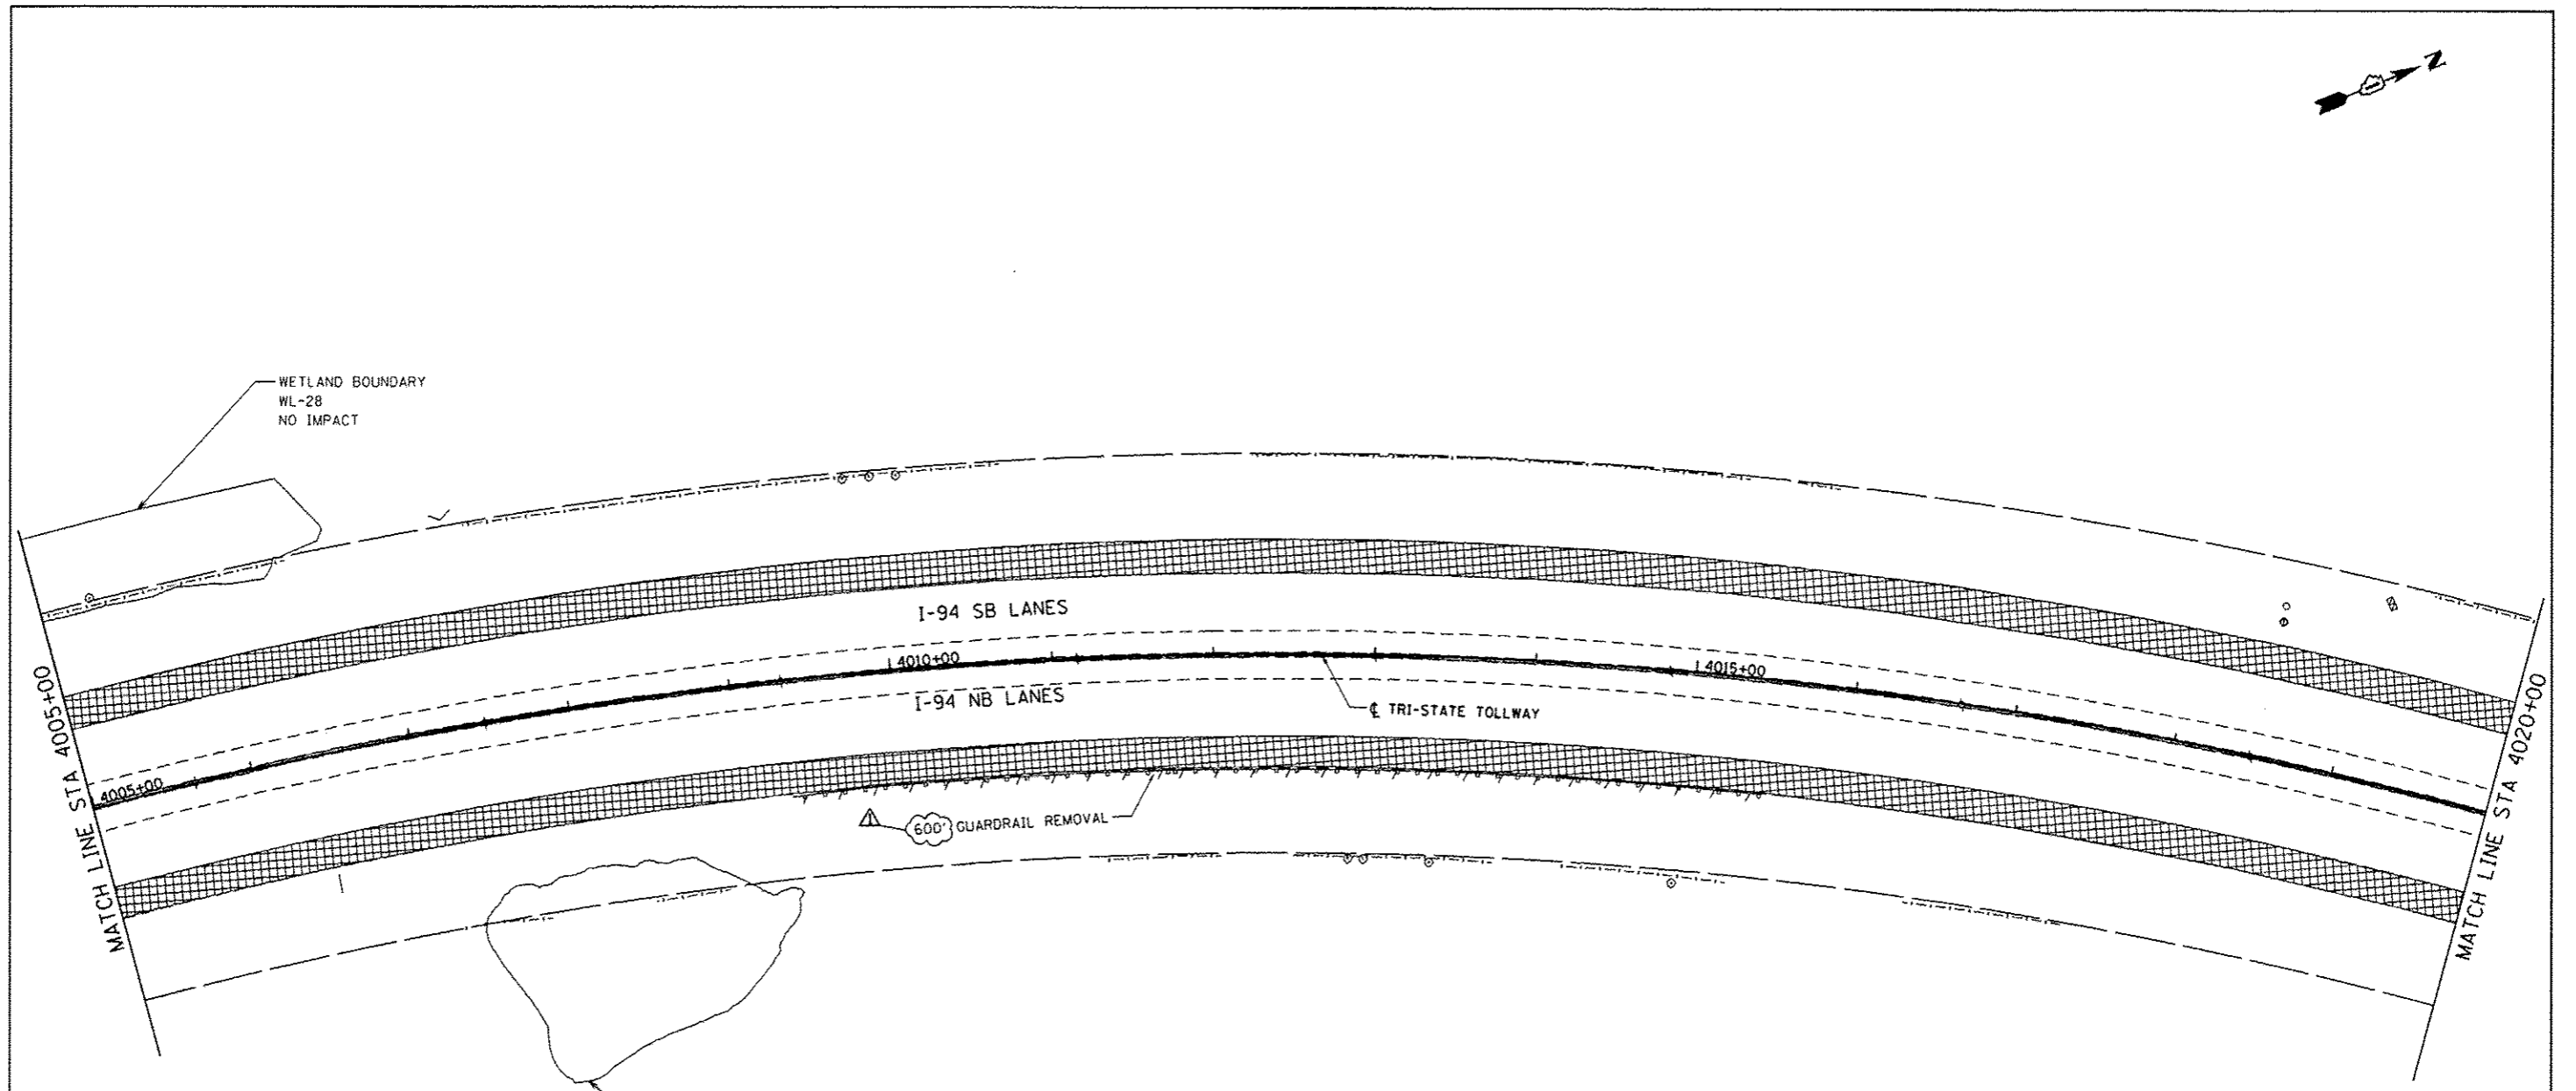 N
WETLAND BOUNDARY
WL-28
NO IMPACT
I-94 SB LANES
4010+00
4015+00
I-94 NB LANES
℄ TRI-STATE TOLLWAY
4005+00
MATCH LINE STA 4005+00
MATCH LINE STA 4020+00
1 600' GUARDRAIL REMOVAL